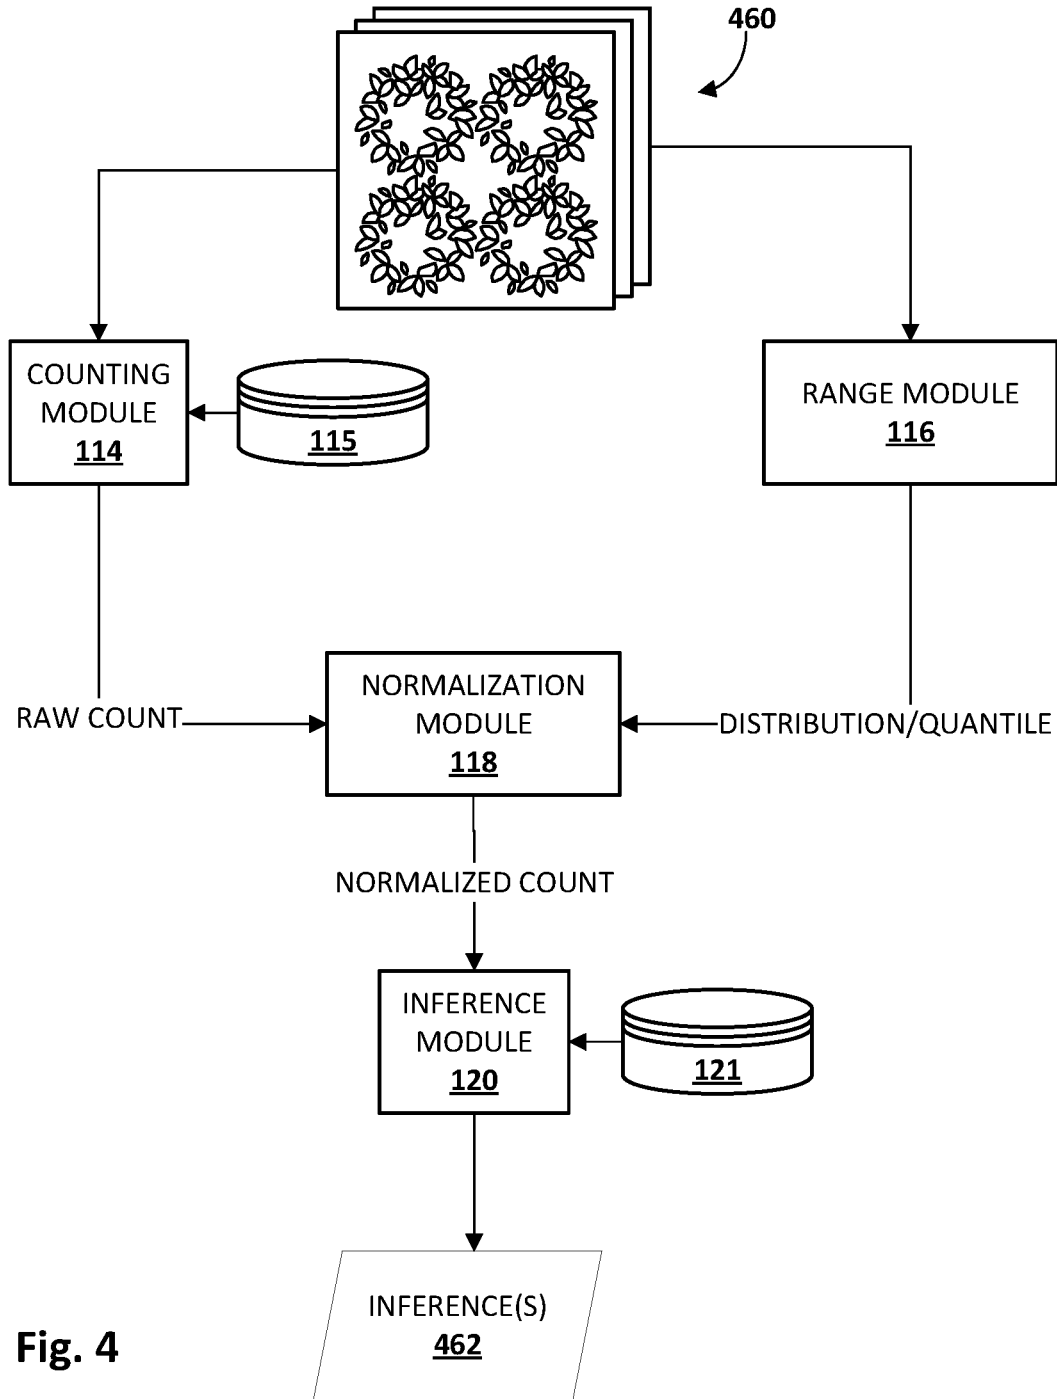 460
COUNTING
MODULE
114
115
RANGE MODULE
116
RAW COUNT
NORMALIZATION
MODULE
118
DISTRIBUTION/QUANTILE
NORMALIZED COUNT
INFERENCE
MODULE
120
121
INFERENCE(S)
462
Fig. 4